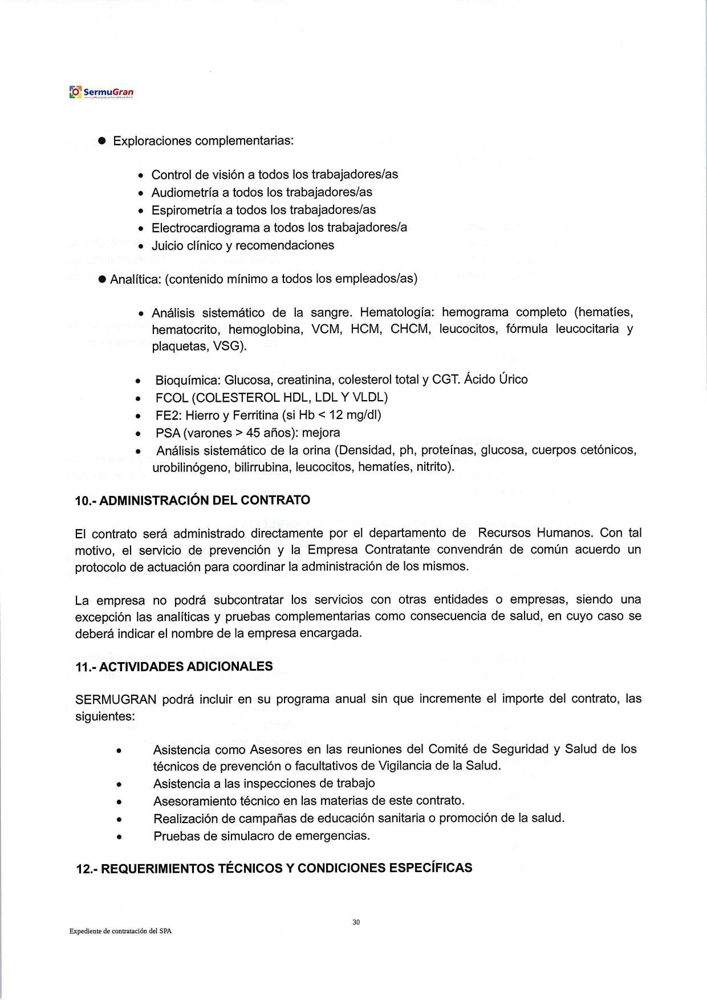 SermuGran
● Exploraciones complementarias:
• Control de visión a todos los trabajadores/as
• Audiometría a todos los trabajadores/as
• Espirometría a todos los trabajadores/as
• Electrocardiograma a todos los trabajadores/a
• Juicio clínico y recomendaciones
● Analítica: (contenido mínimo a todos los empleados/as)
• Análisis sistemático de la sangre. Hematología: hemograma completo (hematíes,
hematocrito, hemoglobina, VCM, HCM, CHCM, leucocitos, fórmula leucocitaria y
plaquetas, VSG).
• Bioquímica: Glucosa, creatinina, colesterol total y CGT. Ácido Úrico
• FCOL (COLESTEROL HDL, LDL Y VLDL)
• FE2: Hierro y Ferritina (si Hb < 12 mg/dl)
• PSA (varones > 45 años): mejora
• Análisis sistemático de la orina (Densidad, ph, proteínas, glucosa, cuerpos cetónicos,
urobilinógeno, bilirrubina, leucocitos, hematíes, nitrito).
10.- ADMINISTRACIÓN DEL CONTRATO
El contrato será administrado directamente por el departamento de Recursos Humanos. Con tal
motivo, el servicio de prevención y la Empresa Contratante convendrán de común acuerdo un
protocolo de actuación para coordinar la administración de los mismos.
La empresa no podrá subcontratar los servicios con otras entidades o empresas, siendo una
excepción las analíticas y pruebas complementarias como consecuencia de salud, en cuyo caso se
deberá indicar el nombre de la empresa encargada.
11.- ACTIVIDADES ADICIONALES
SERMUGRAN podrá incluir en su programa anual sin que incremente el importe del contrato, las
siguientes:
• Asistencia como Asesores en las reuniones del Comité de Seguridad y Salud de los
técnicos de prevención o facultativos de Vigilancia de la Salud.
• Asistencia a las inspecciones de trabajo
• Asesoramiento técnico en las materias de este contrato.
• Realización de campañas de educación sanitaria o promoción de la salud.
• Pruebas de simulacro de emergencias.
12.- REQUERIMIENTOS TÉCNICOS Y CONDICIONES ESPECÍFICAS
30
Expediente de contratación del SPA